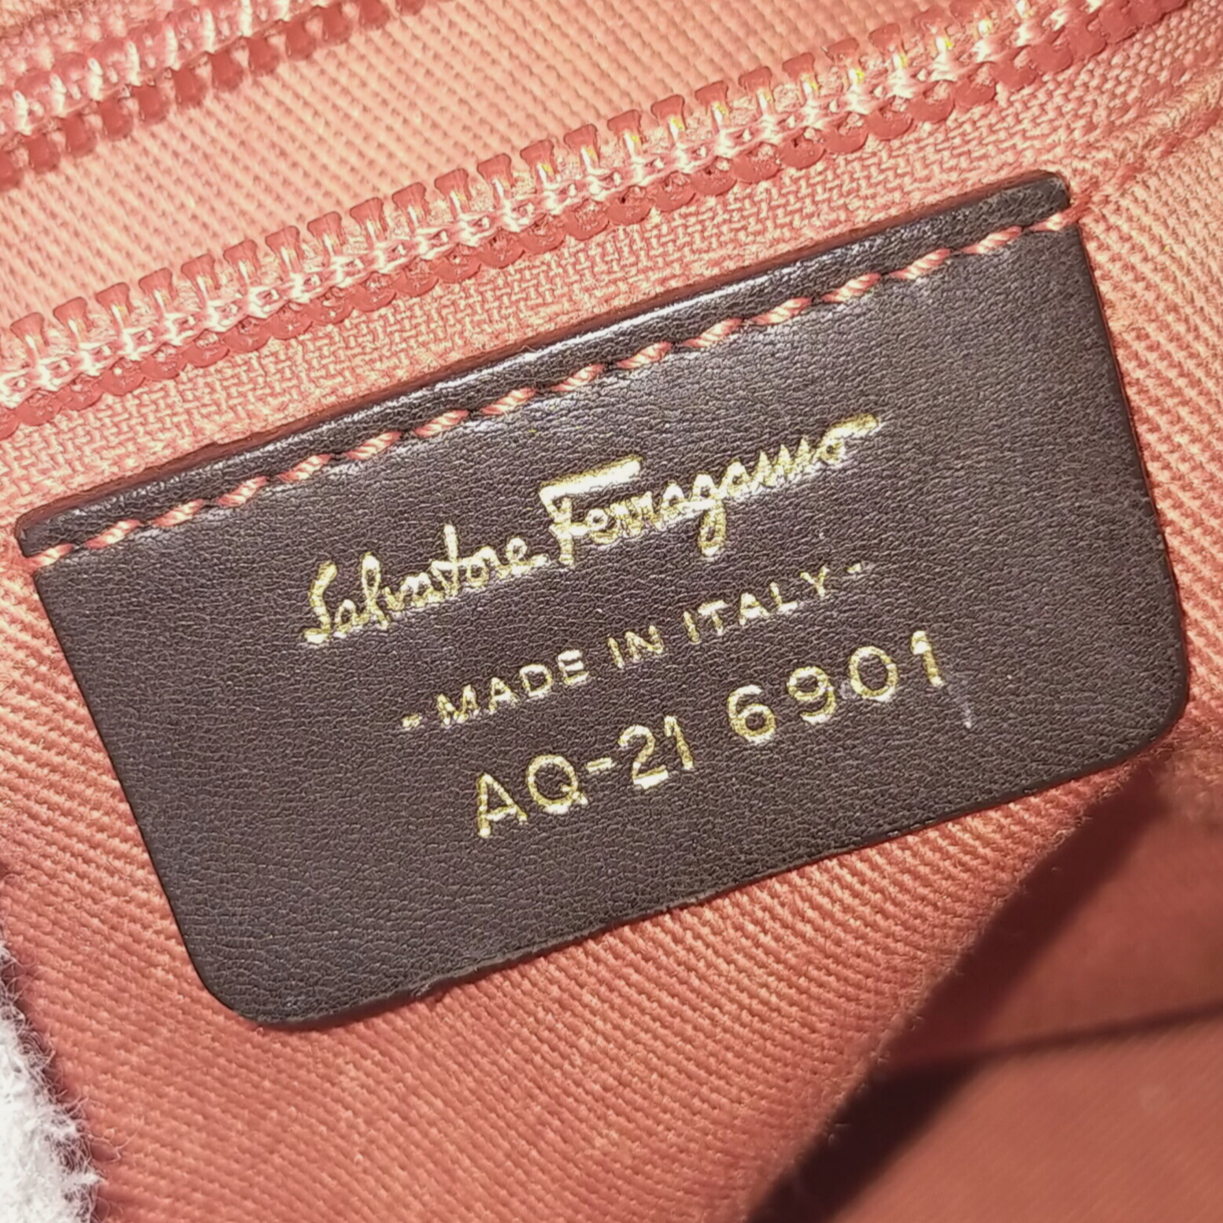 Salvatore Ferragamo
-MADE IN ITALY-
AQ-21 6901